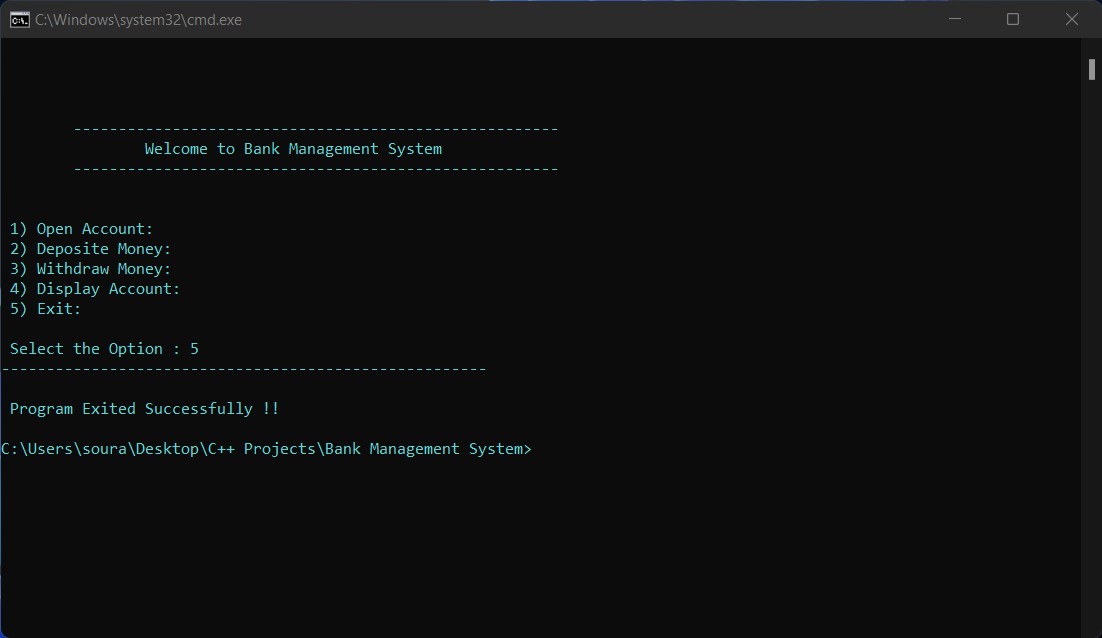 C:\Windows\system32\cmd.exe
------------------------------------------------------
Welcome to Bank Management System
------------------------------------------------------
1) Open Account:
2) Deposite Money:
3) Withdraw Money:
4) Display Account:
5) Exit:
Select the Option : 5
------------------------------------------------------
Program Exited Successfully !!
C:\Users\soura\Desktop\C++ Projects\Bank Management System>